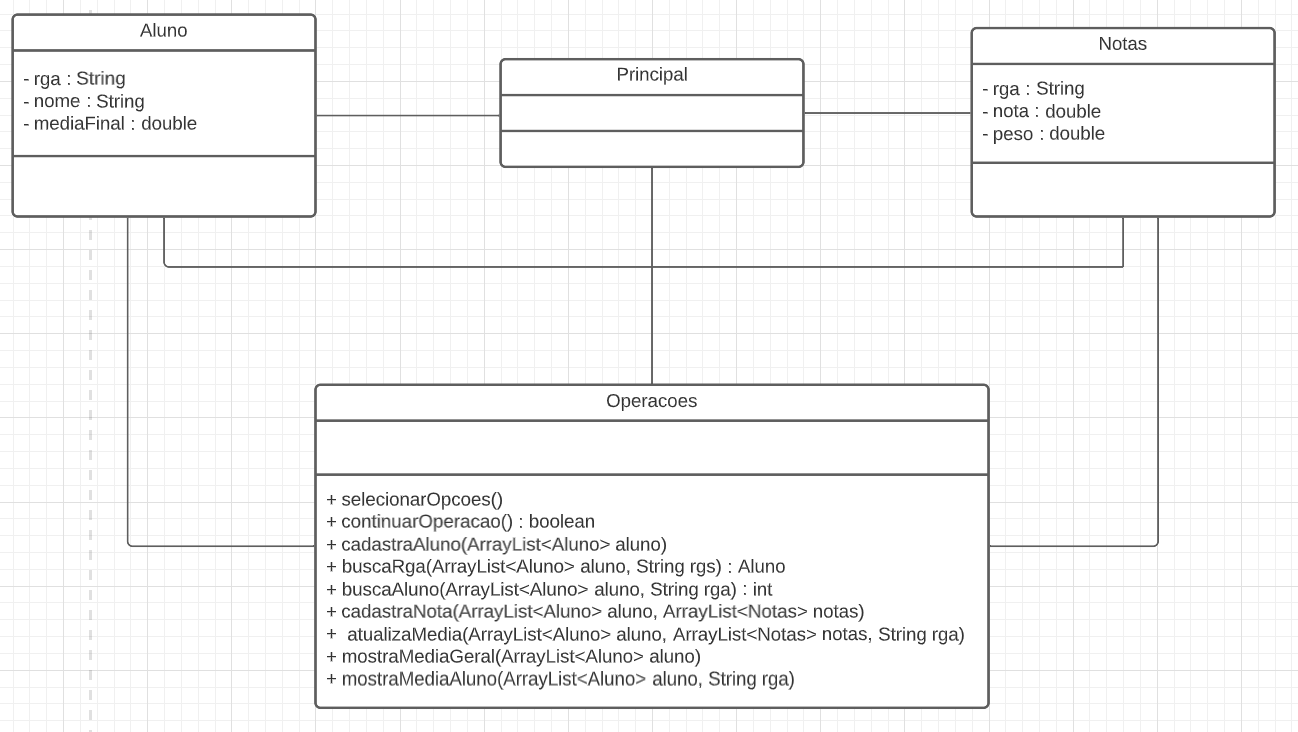 Aluno
- rga : String
- nome : String
- mediaFinal : double
Principal
Notas
- rga : String
- nota : double
- peso : double
Operacoes
+ selecionarOpcoes()
+ continuarOperacao() : boolean
+ cadastraAluno(ArrayList<Aluno> aluno)
+ buscaRga(ArrayList<Aluno> aluno, String rgs) : Aluno
+ buscaAluno(ArrayList<Aluno> aluno, String rga) : int
+ cadastraNota(ArrayList<Aluno> aluno, ArrayList<Notas> notas)
+ atualizaMedia(ArrayList<Aluno> aluno, ArrayList<Notas> notas, String rga)
+ mostraMediaGeral(ArrayList<Aluno> aluno)
+ mostraMediaAluno(ArrayList<Aluno> aluno, String rga)